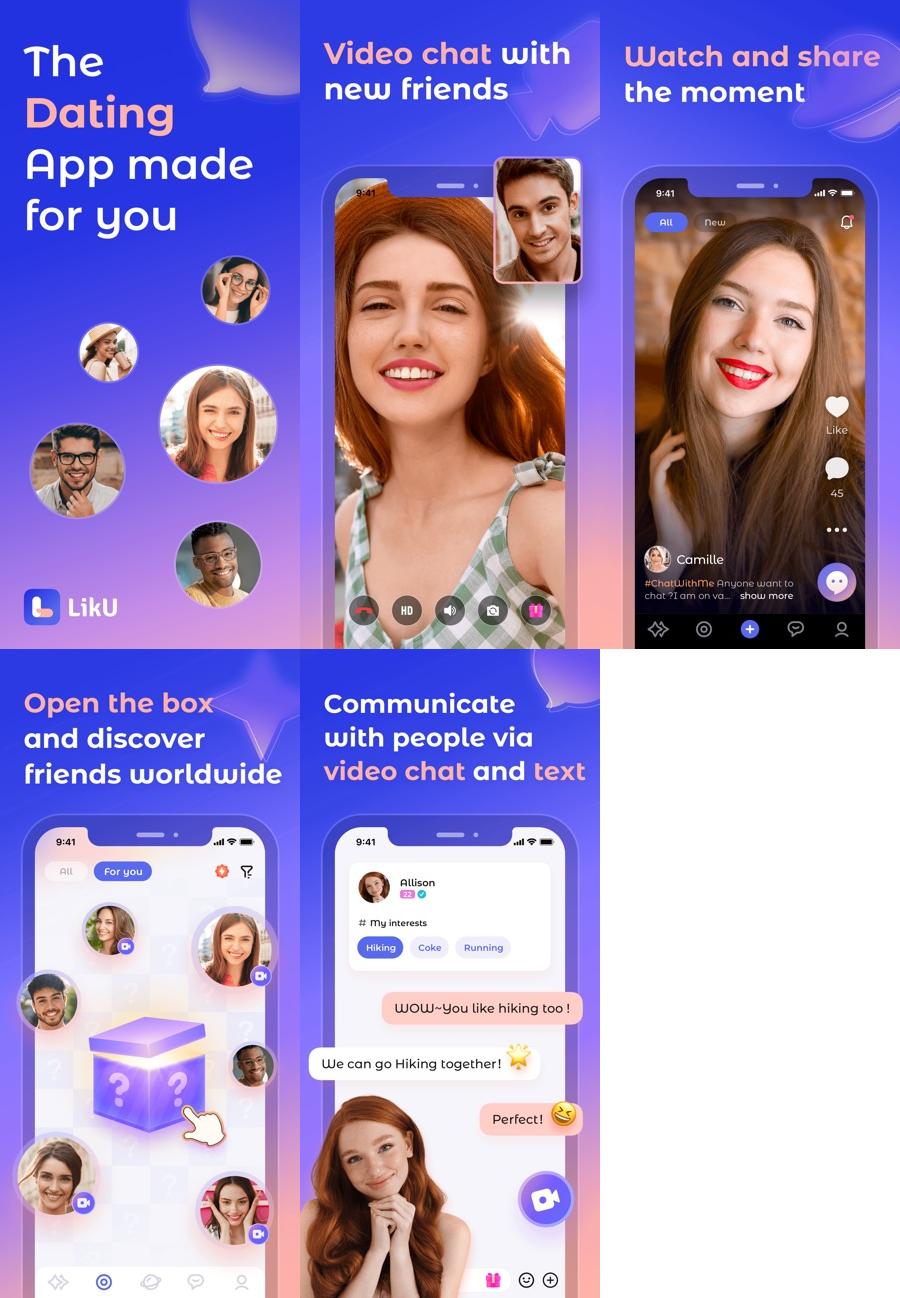 The
Dating
App made
for you
LikU
Video chat with
new friends
9:41
HD
Watch and share
the moment
9:41
All
New
Like
45
Camille
#ChatWithMe Anyone want to
chat ?I am on va... show more
Open the box
and discover
friends worldwide
9:41
All
For you
? ?
Communicate
with people via
video chat and text
9:41
Allison
22
# My interests
Hiking
Coke
Running
WOW~You like hiking too !
We can go Hiking together!
Perfect!